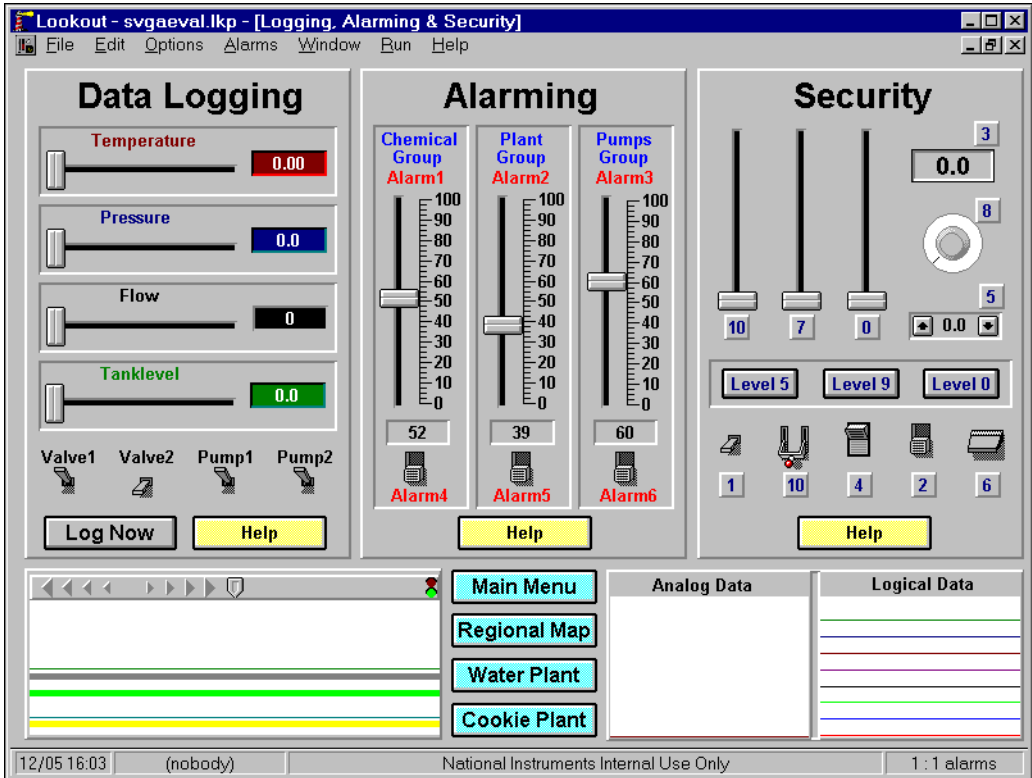 Lookout - svgaeval.lkp - [Logging, Alarming & Security]
File Edit Options Alarms Window Run Help
Data Logging
Temperature
0.00
Pressure
0.0
Flow
0
Tanklevel
0.0
Valve1 Valve2 Pump1 Pump2
Log Now Help
Alarming
Chemical Group
Alarm1
100
90
80
70
60
50
40
30
20
10
0
52
Alarm4
Plant Group
Alarm2
100
90
80
70
60
50
40
30
20
10
0
39
Alarm5
Pumps Group
Alarm3
100
90
80
70
60
50
40
30
20
10
0
60
Alarm6
Help
Security
3
0.0
8
5
10 7 0 0.0
Level 5 Level 9 Level 0
1 10 4 2 6
Help
Main Menu
Regional Map
Water Plant
Cookie Plant
Analog Data
Logical Data
12/05 16:03 (nobody) National Instruments Internal Use Only 1 : 1 alarms